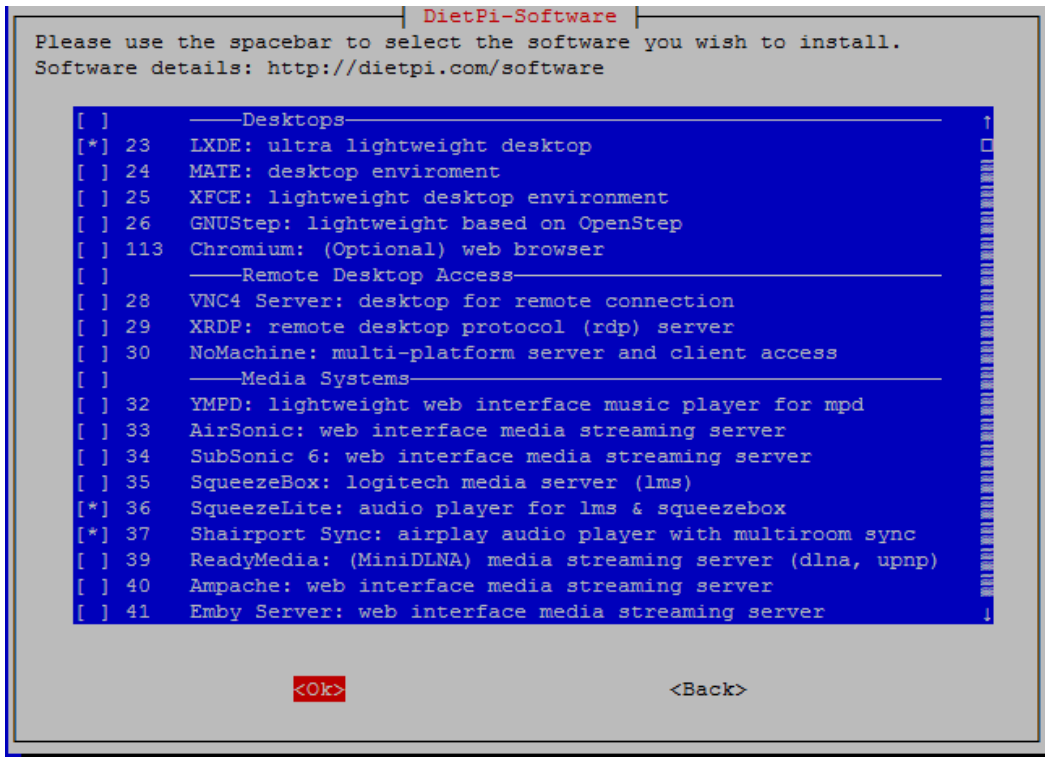 DietPi-Software
Please use the spacebar to select the software you wish to install.
Software details: http://dietpi.com/software
[ ] ────Desktops────
[*] 23 LXDE: ultra lightweight desktop
[ ] 24 MATE: desktop enviroment
[ ] 25 XFCE: lightweight desktop environment
[ ] 26 GNUStep: lightweight based on OpenStep
[ ] 113 Chromium: (Optional) web browser
[ ] ────Remote Desktop Access────
[ ] 28 VNC4 Server: desktop for remote connection
[ ] 29 XRDP: remote desktop protocol (rdp) server
[ ] 30 NoMachine: multi-platform server and client access
[ ] ────Media Systems────
[ ] 32 YMPD: lightweight web interface music player for mpd
[ ] 33 AirSonic: web interface media streaming server
[ ] 34 SubSonic 6: web interface media streaming server
[ ] 35 SqueezeBox: logitech media server (lms)
[*] 36 SqueezeLite: audio player for lms & squeezebox
[*] 37 Shairport Sync: airplay audio player with multiroom sync
[ ] 39 ReadyMedia: (MiniDLNA) media streaming server (dlna, upnp)
[ ] 40 Ampache: web interface media streaming server
[ ] 41 Emby Server: web interface media streaming server
<Ok> <Back>